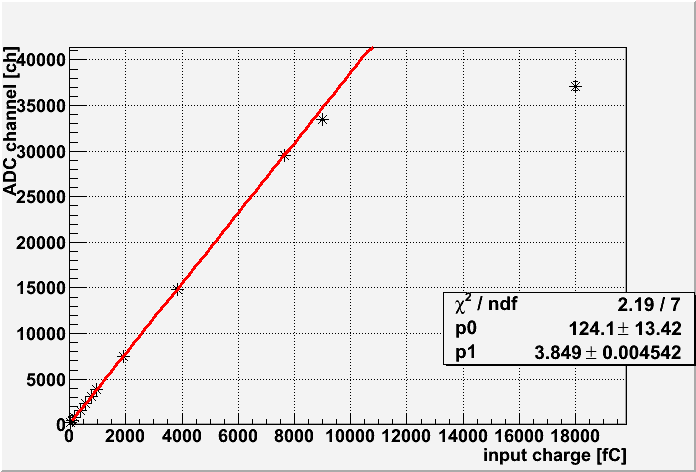 ADC channel [ch]
40000
35000
30000
25000
20000
15000
10000
5000
0
χ² / ndf 2.19 / 7
p0 124.1 ± 13.42
p1 3.849 ± 0.004542
0 2000 4000 6000 8000 10000 12000 14000 16000 18000
input charge [fC]